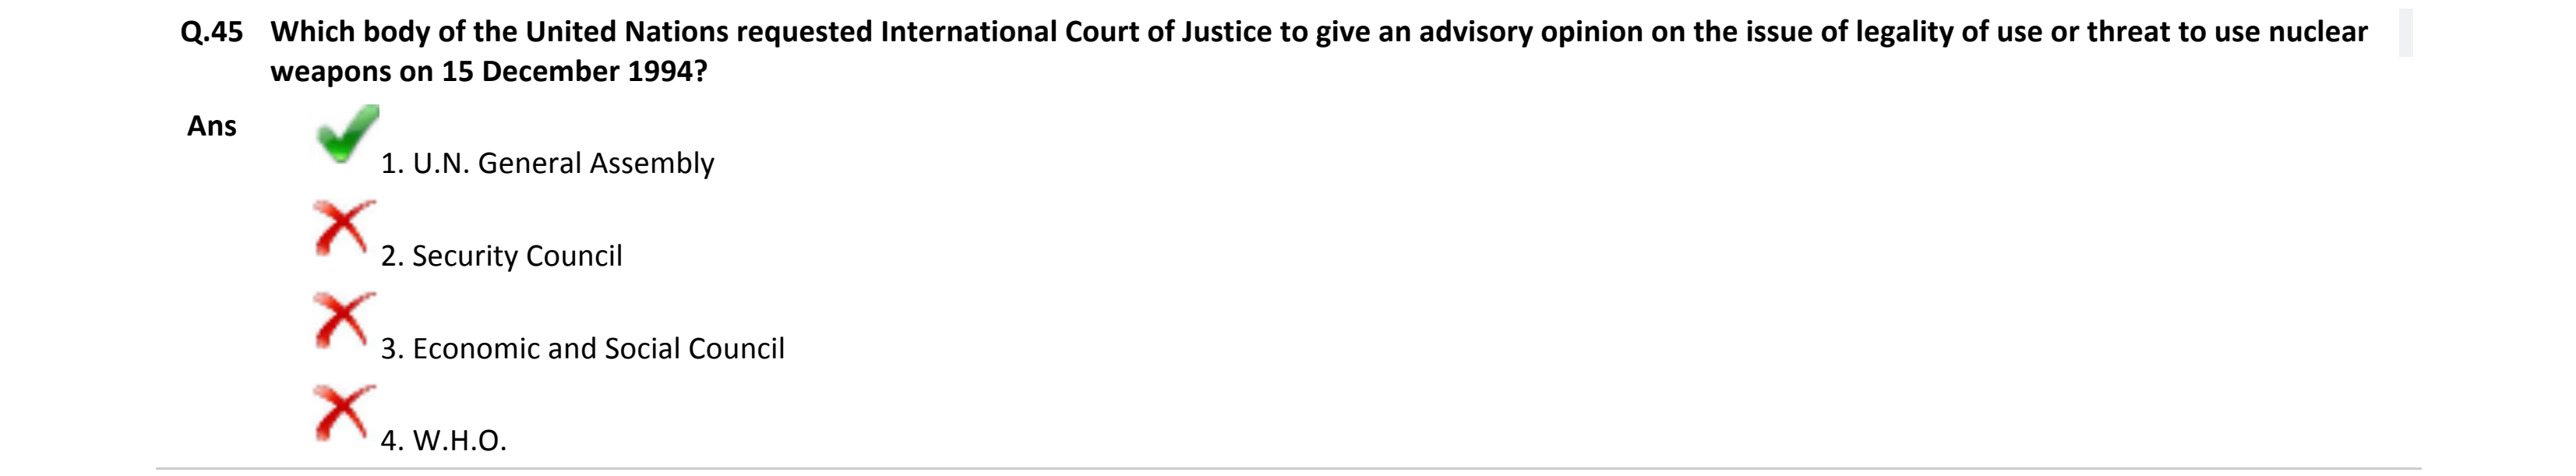 Q.45 Which body of the United Nations requested International Court of Justice to give an advisory opinion on the issue of legality of use or threat to use nuclear
weapons on 15 December 1994?
Ans
1. U.N. General Assembly
2. Security Council
3. Economic and Social Council
4. W.H.O.